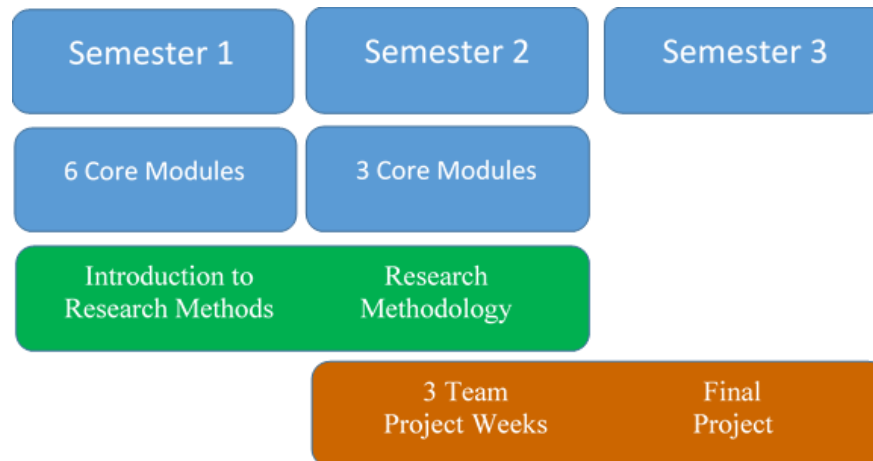 Semester 1
Semester 2
Semester 3
6 Core Modules
3 Core Modules
Introduction to
Research Methods
Research
Methodology
3 Team
Project Weeks
Final
Project